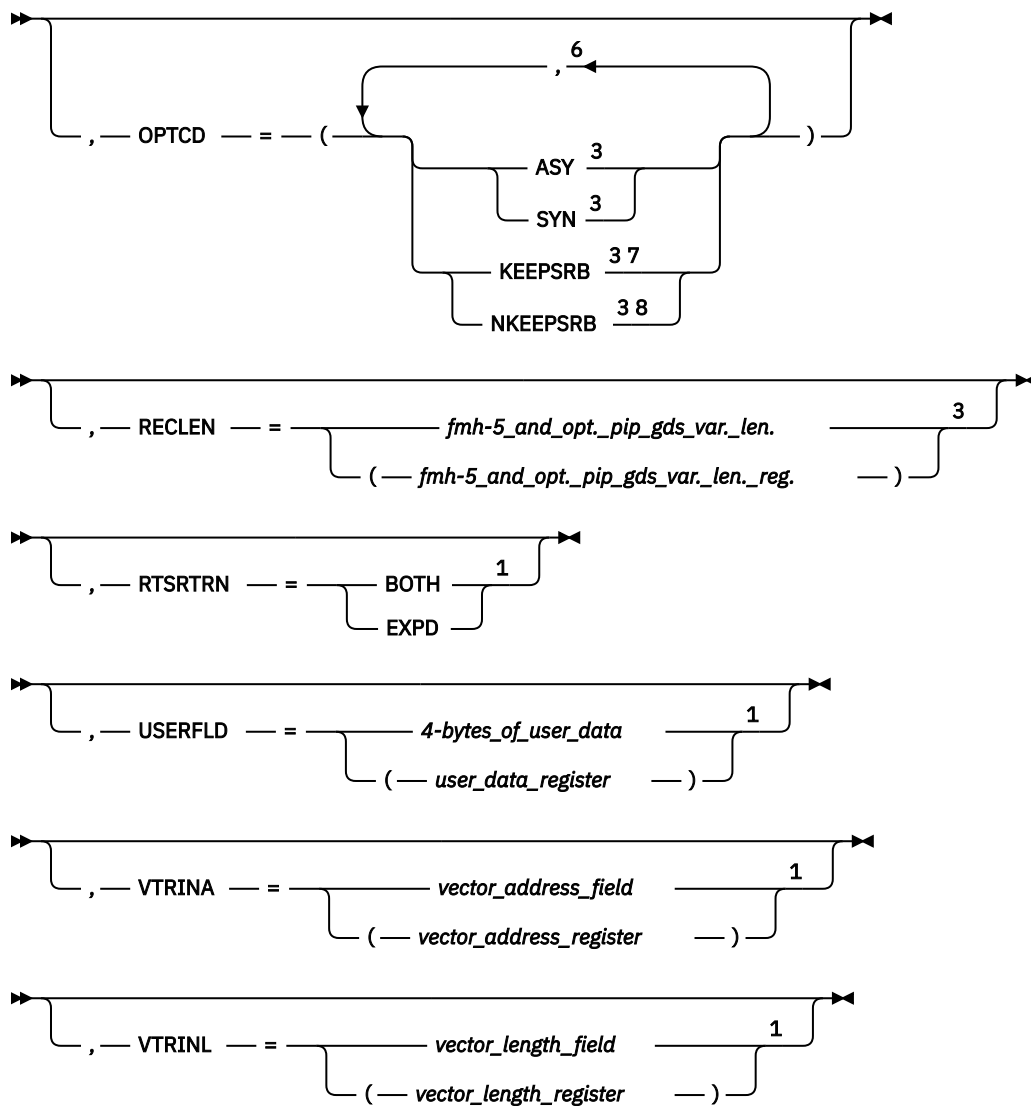 , 6
, OPTCD = ( )
ASY 3
SYN 3
KEEPSRB 3 7
NKEEPSRB 3 8
, RECLEN = fmh-5_and_opt._pip_gds_var._len. 3
( fmh-5_and_opt._pip_gds_var._len._reg. )
, RTSRTRN = BOTH 1
EXPD
, USERFLD = 4-bytes_of_user_data 1
( user_data_register )
, VTRINA = vector_address_field 1
( vector_address_register )
, VTRINL = vector_length_field 1
( vector_length_register )